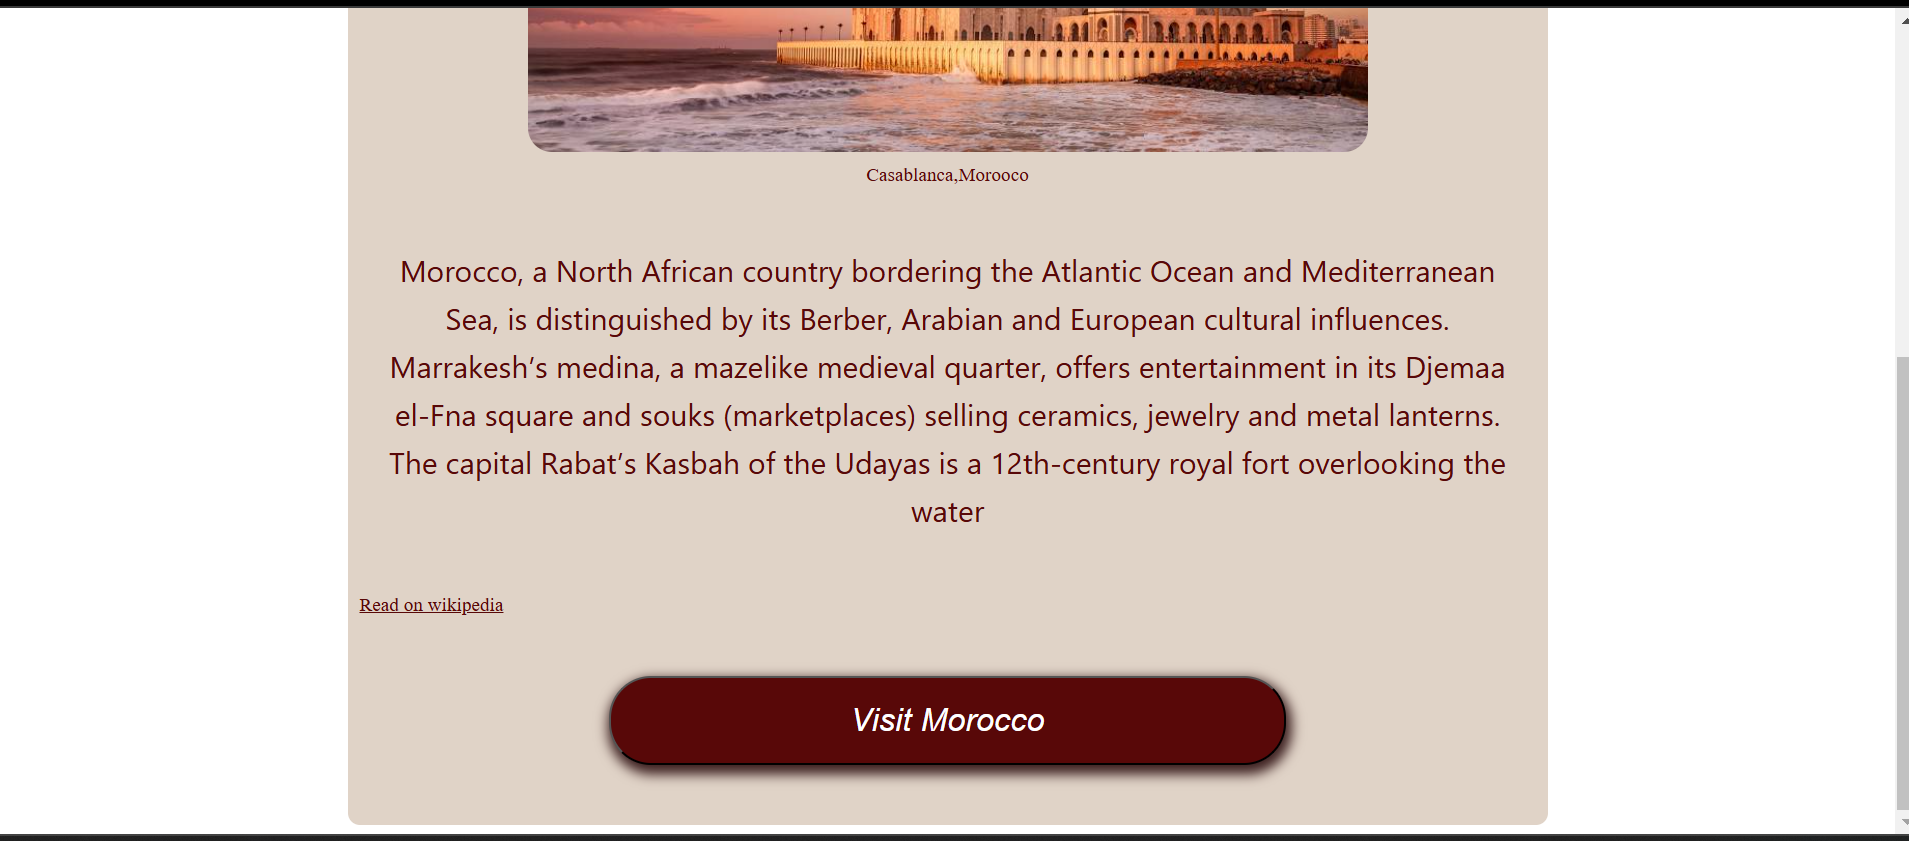 Casablanca,Morooco
Morocco, a North African country bordering the Atlantic Ocean and Mediterranean
Sea, is distinguished by its Berber, Arabian and European cultural influences.
Marrakesh’s medina, a mazelike medieval quarter, offers entertainment in its Djemaa
el-Fna square and souks (marketplaces) selling ceramics, jewelry and metal lanterns.
The capital Rabat’s Kasbah of the Udayas is a 12th-century royal fort overlooking the
water
Read on wikipedia
Visit Morocco